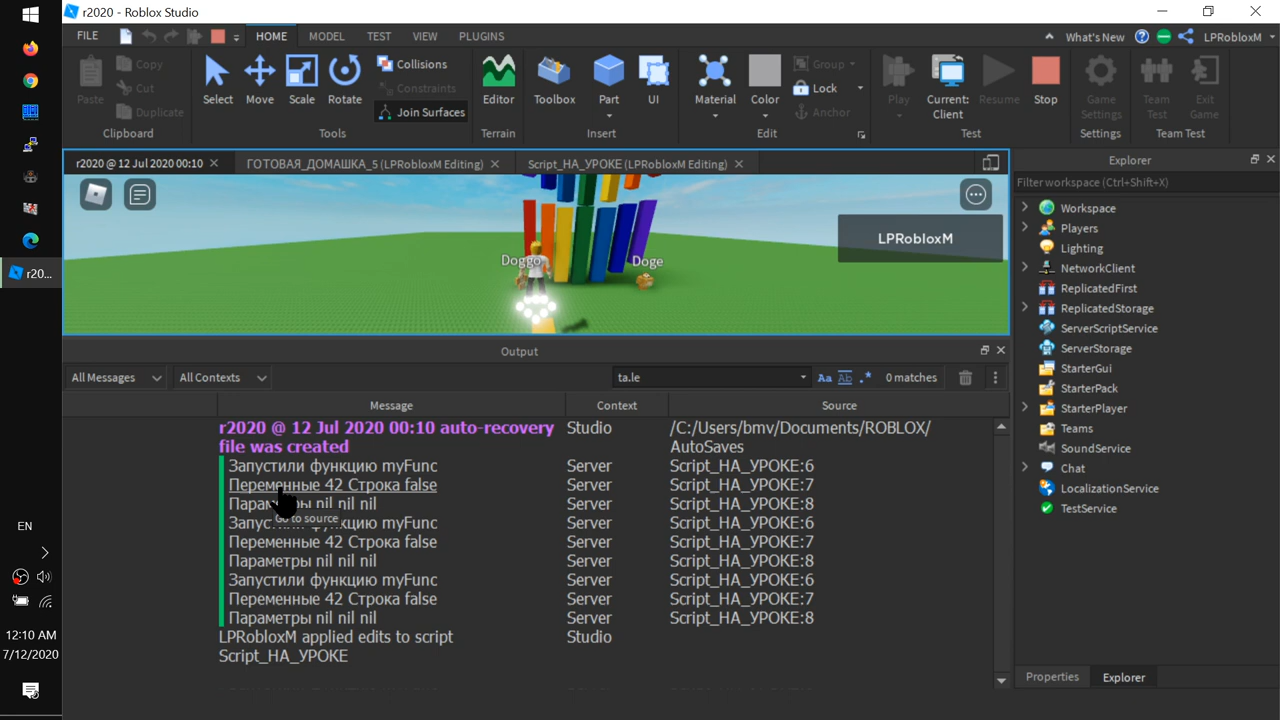 r2020 - Roblox Studio
FILE HOME MODEL TEST VIEW PLUGINS What's New LPRobloxM
Paste Copy Cut Duplicate Clipboard
Select Move Scale Rotate Collisions Constraints Join Surfaces Tools
Editor Terrain
Toolbox Part UI Insert
Material Color Group Lock Anchor Edit
Play Current: Client Resume Stop Test
Game Settings Settings
Team Test Exit Game Team Test
r2020 @ 12 Jul 2020 00:10 ГОТОВАЯ_ДОМАШКА_5 (LPRobloxM Editing) Script_НА_УРОКЕ (LPRobloxM Editing)
LPRobloxM
Doggo Doge
Output
All Messages All Contexts ta.le Aa Ab .* 0 matches
Message Context Source
r2020 @ 12 Jul 2020 00:10 auto-recovery file was created Studio /C:/Users/bmv/Documents/ROBLOX/AutoSaves
Запустили функцию myFunc Server Script_НА_УРОКЕ:6
Переменные 42 Строка false Server Script_НА_УРОКЕ:7
nil nil nil Server Script_НА_УРОКЕ:8
Go to source
myFunc Server Script_НА_УРОКЕ:6
Переменные 42 Строка false Server Script_НА_УРОКЕ:7
Параметры nil nil nil Server Script_НА_УРОКЕ:8
Запустили функцию myFunc Server Script_НА_УРОКЕ:6
Переменные 42 Строка false Server Script_НА_УРОКЕ:7
Параметры nil nil nil Server Script_НА_УРОКЕ:8
LPRobloxM applied edits to script Script_НА_УРОКЕ Studio
Explorer
Filter workspace (Ctrl+Shift+X)
Workspace
Players
Lighting
NetworkClient
ReplicatedFirst
ReplicatedStorage
ServerScriptService
ServerStorage
StarterGui
StarterPack
StarterPlayer
Teams
SoundService
Chat
LocalizationService
TestService
Properties Explorer
r20...
EN
12:10 AM
7/12/2020